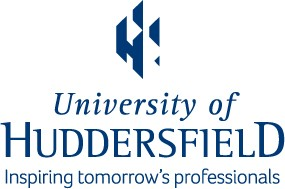 University of
HUDDERSFIELD
Inspiring tomorrow's professionals